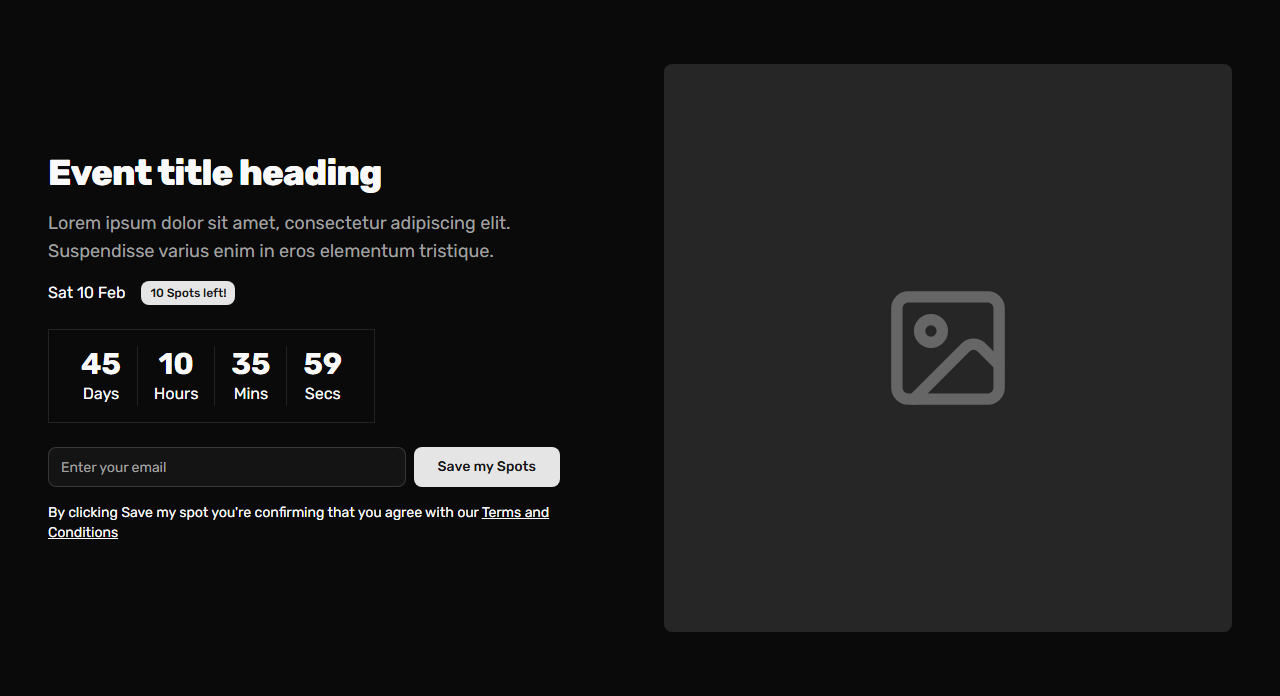 Event title heading
Lorem ipsum dolor sit amet, consectetur adipiscing elit.
Suspendisse varius enim in eros elementum tristique.
Sat 10 Feb 10 Spots left!
45 10 35 59
Days Hours Mins Secs
Enter your email Save my Spots
By clicking Save my spot you're confirming that you agree with our Terms and
Conditions